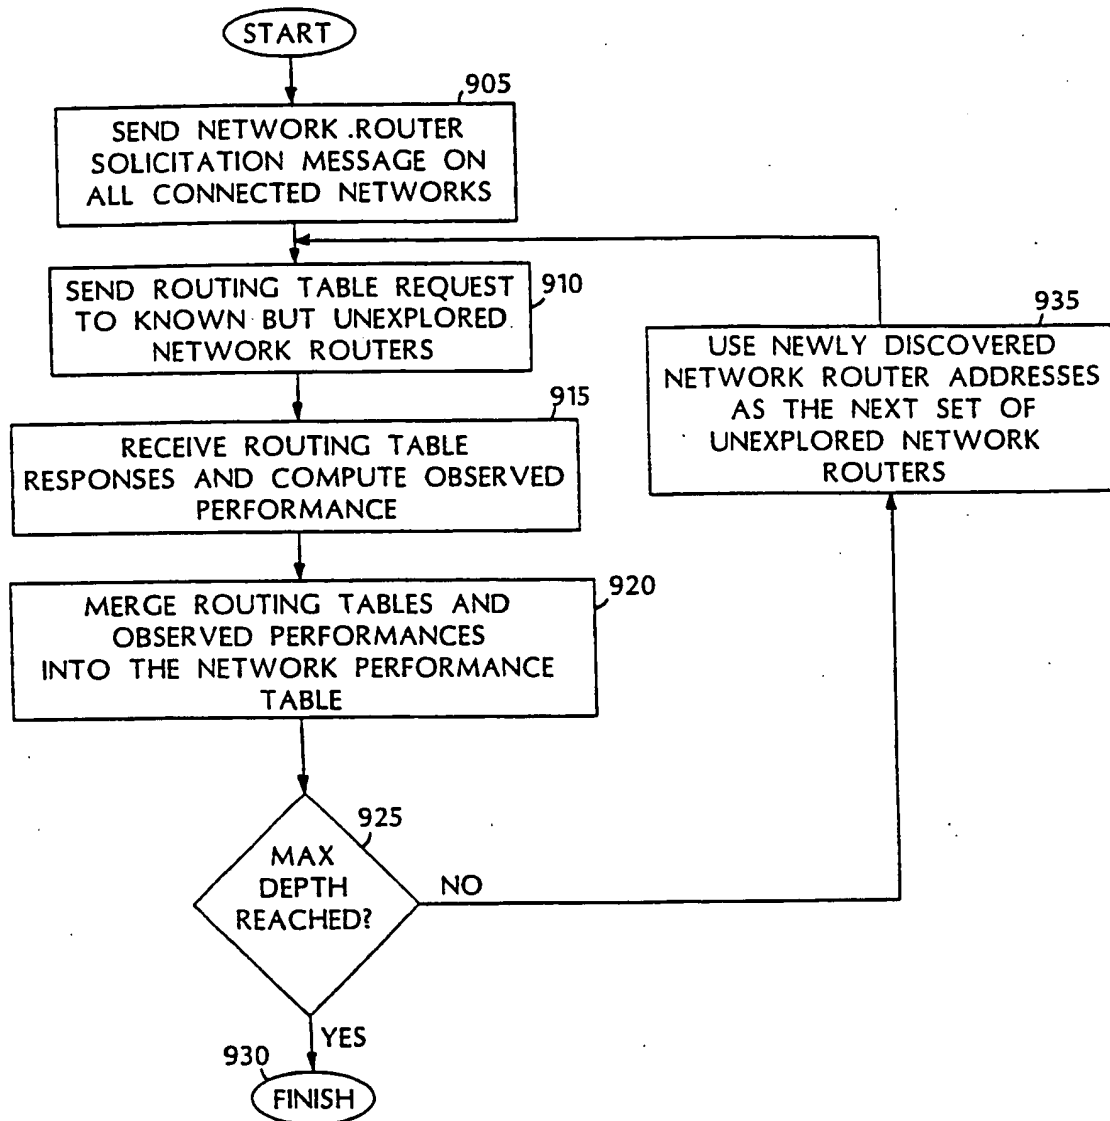 START
905
SEND NETWORK .ROUTER
SOLICITATION MESSAGE ON
ALL CONNECTED NETWORKS
910
SEND ROUTING TABLE REQUEST
TO KNOWN BUT UNEXPLORED
NETWORK ROUTERS
935
USE NEWLY DISCOVERED
NETWORK ROUTER ADDRESSES
AS THE NEXT SET OF
UNEXPLORED NETWORK
ROUTERS
915
RECEIVE ROUTING TABLE
RESPONSES AND COMPUTE OBSERVED
PERFORMANCE
920
MERGE ROUTING TABLES AND
OBSERVED PERFORMANCES
INTO THE NETWORK PERFORMANCE
TABLE
925
MAX
DEPTH
REACHED?
NO
YES
930
FINISH